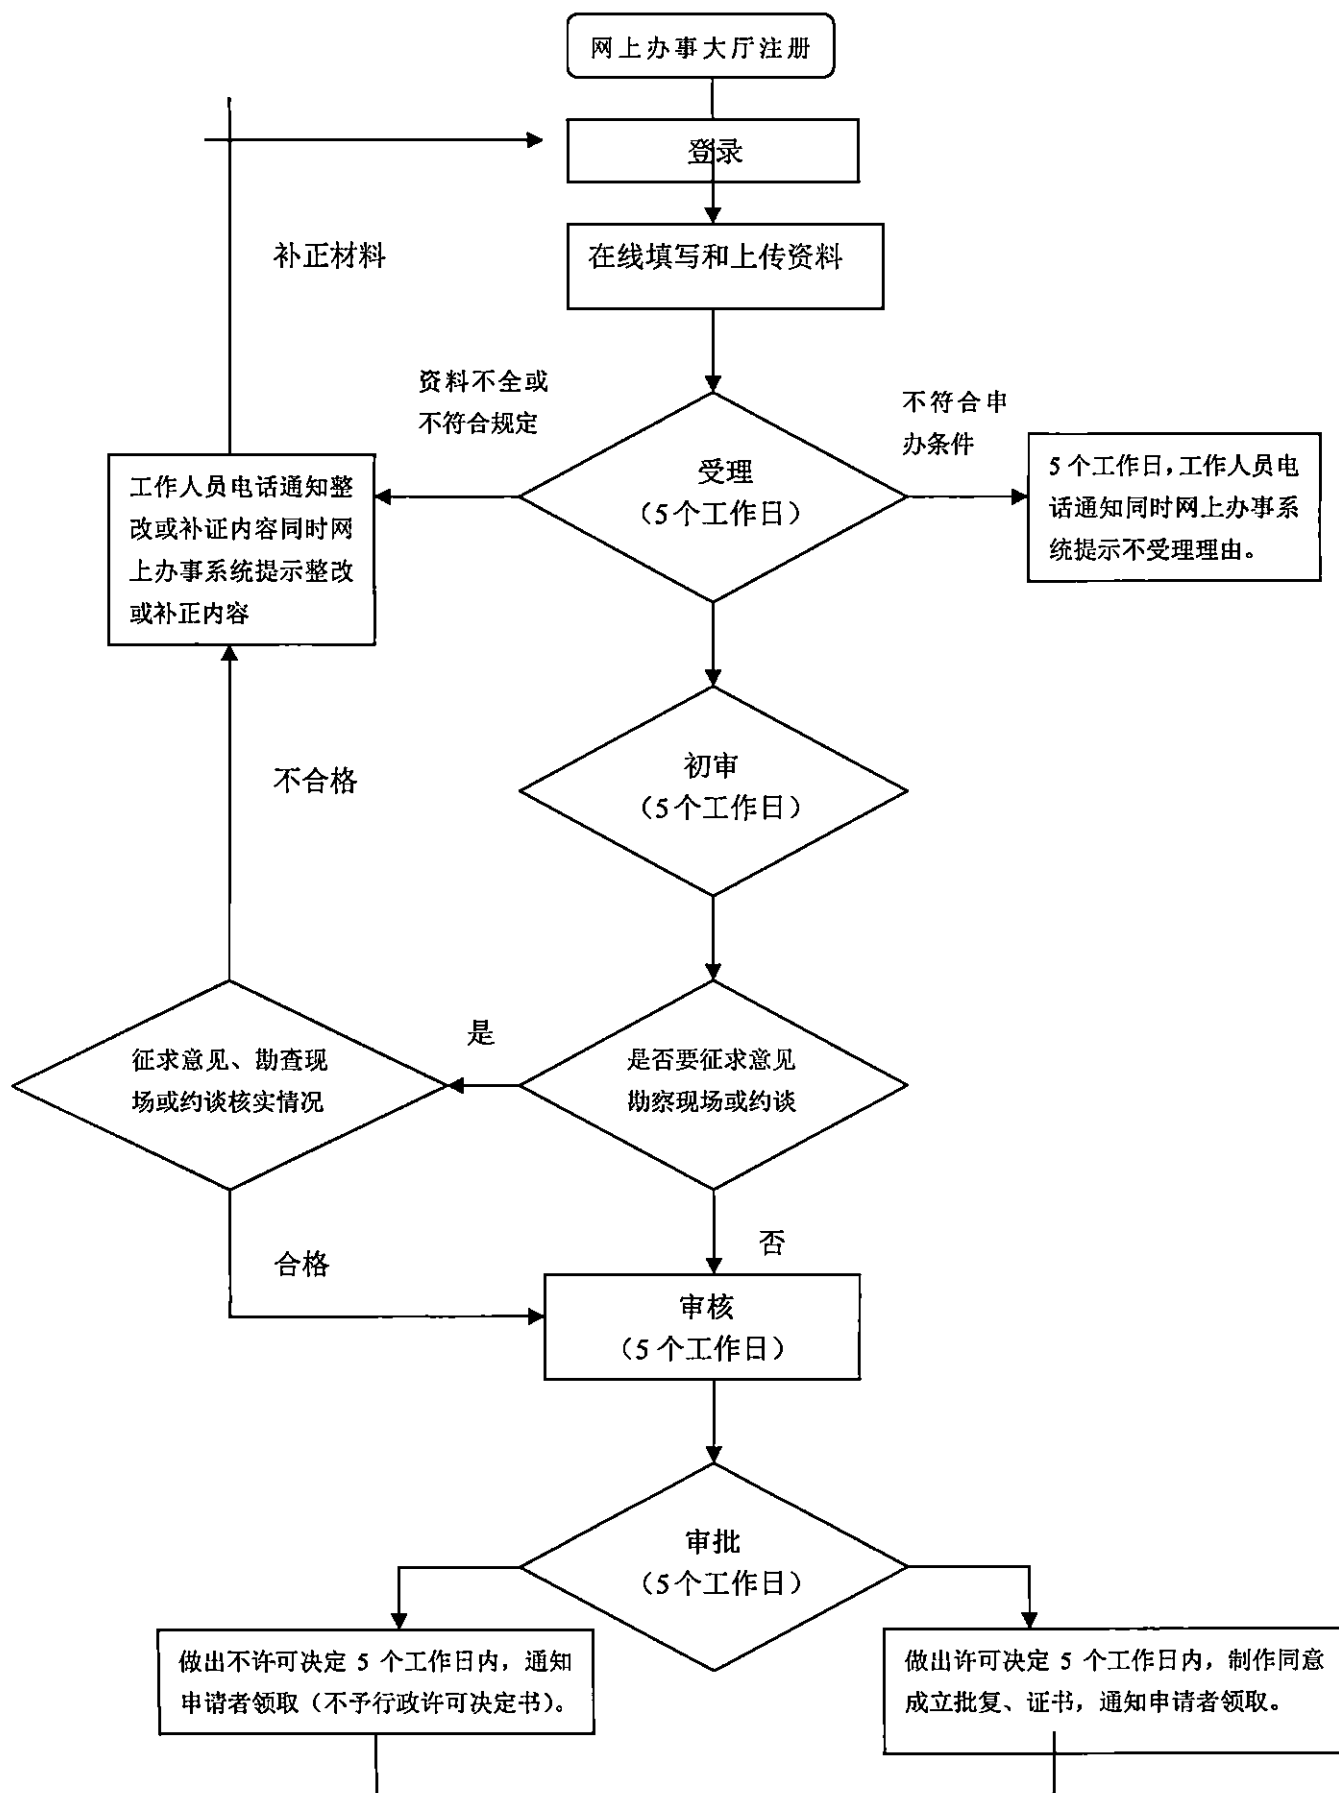 网上办事大厅注册
登录
补正材料
在线填写和上传资料
资料不全或
不符合规定
不符合申
办条件
受理
（5个工作日）
工作人员电话通知整
改或补证内容同时网
上办事系统提示整改
或补正内容
5个工作日，工作人员电
话通知同时网上办事系
统提示不受理理由。
初审
（5个工作日）
不合格
是
征求意见、勘查现
场或约谈核实情况
是否要征求意见
勘察现场或约谈
否
合格
审核
（5个工作日）
审批
（5个工作日）
做出不许可决定 5 个工作日内，通知
申请者领取（不予行政许可决定书）。
做出许可决定 5 个工作日内，制作同意
成立批复、证书，通知申请者领取。